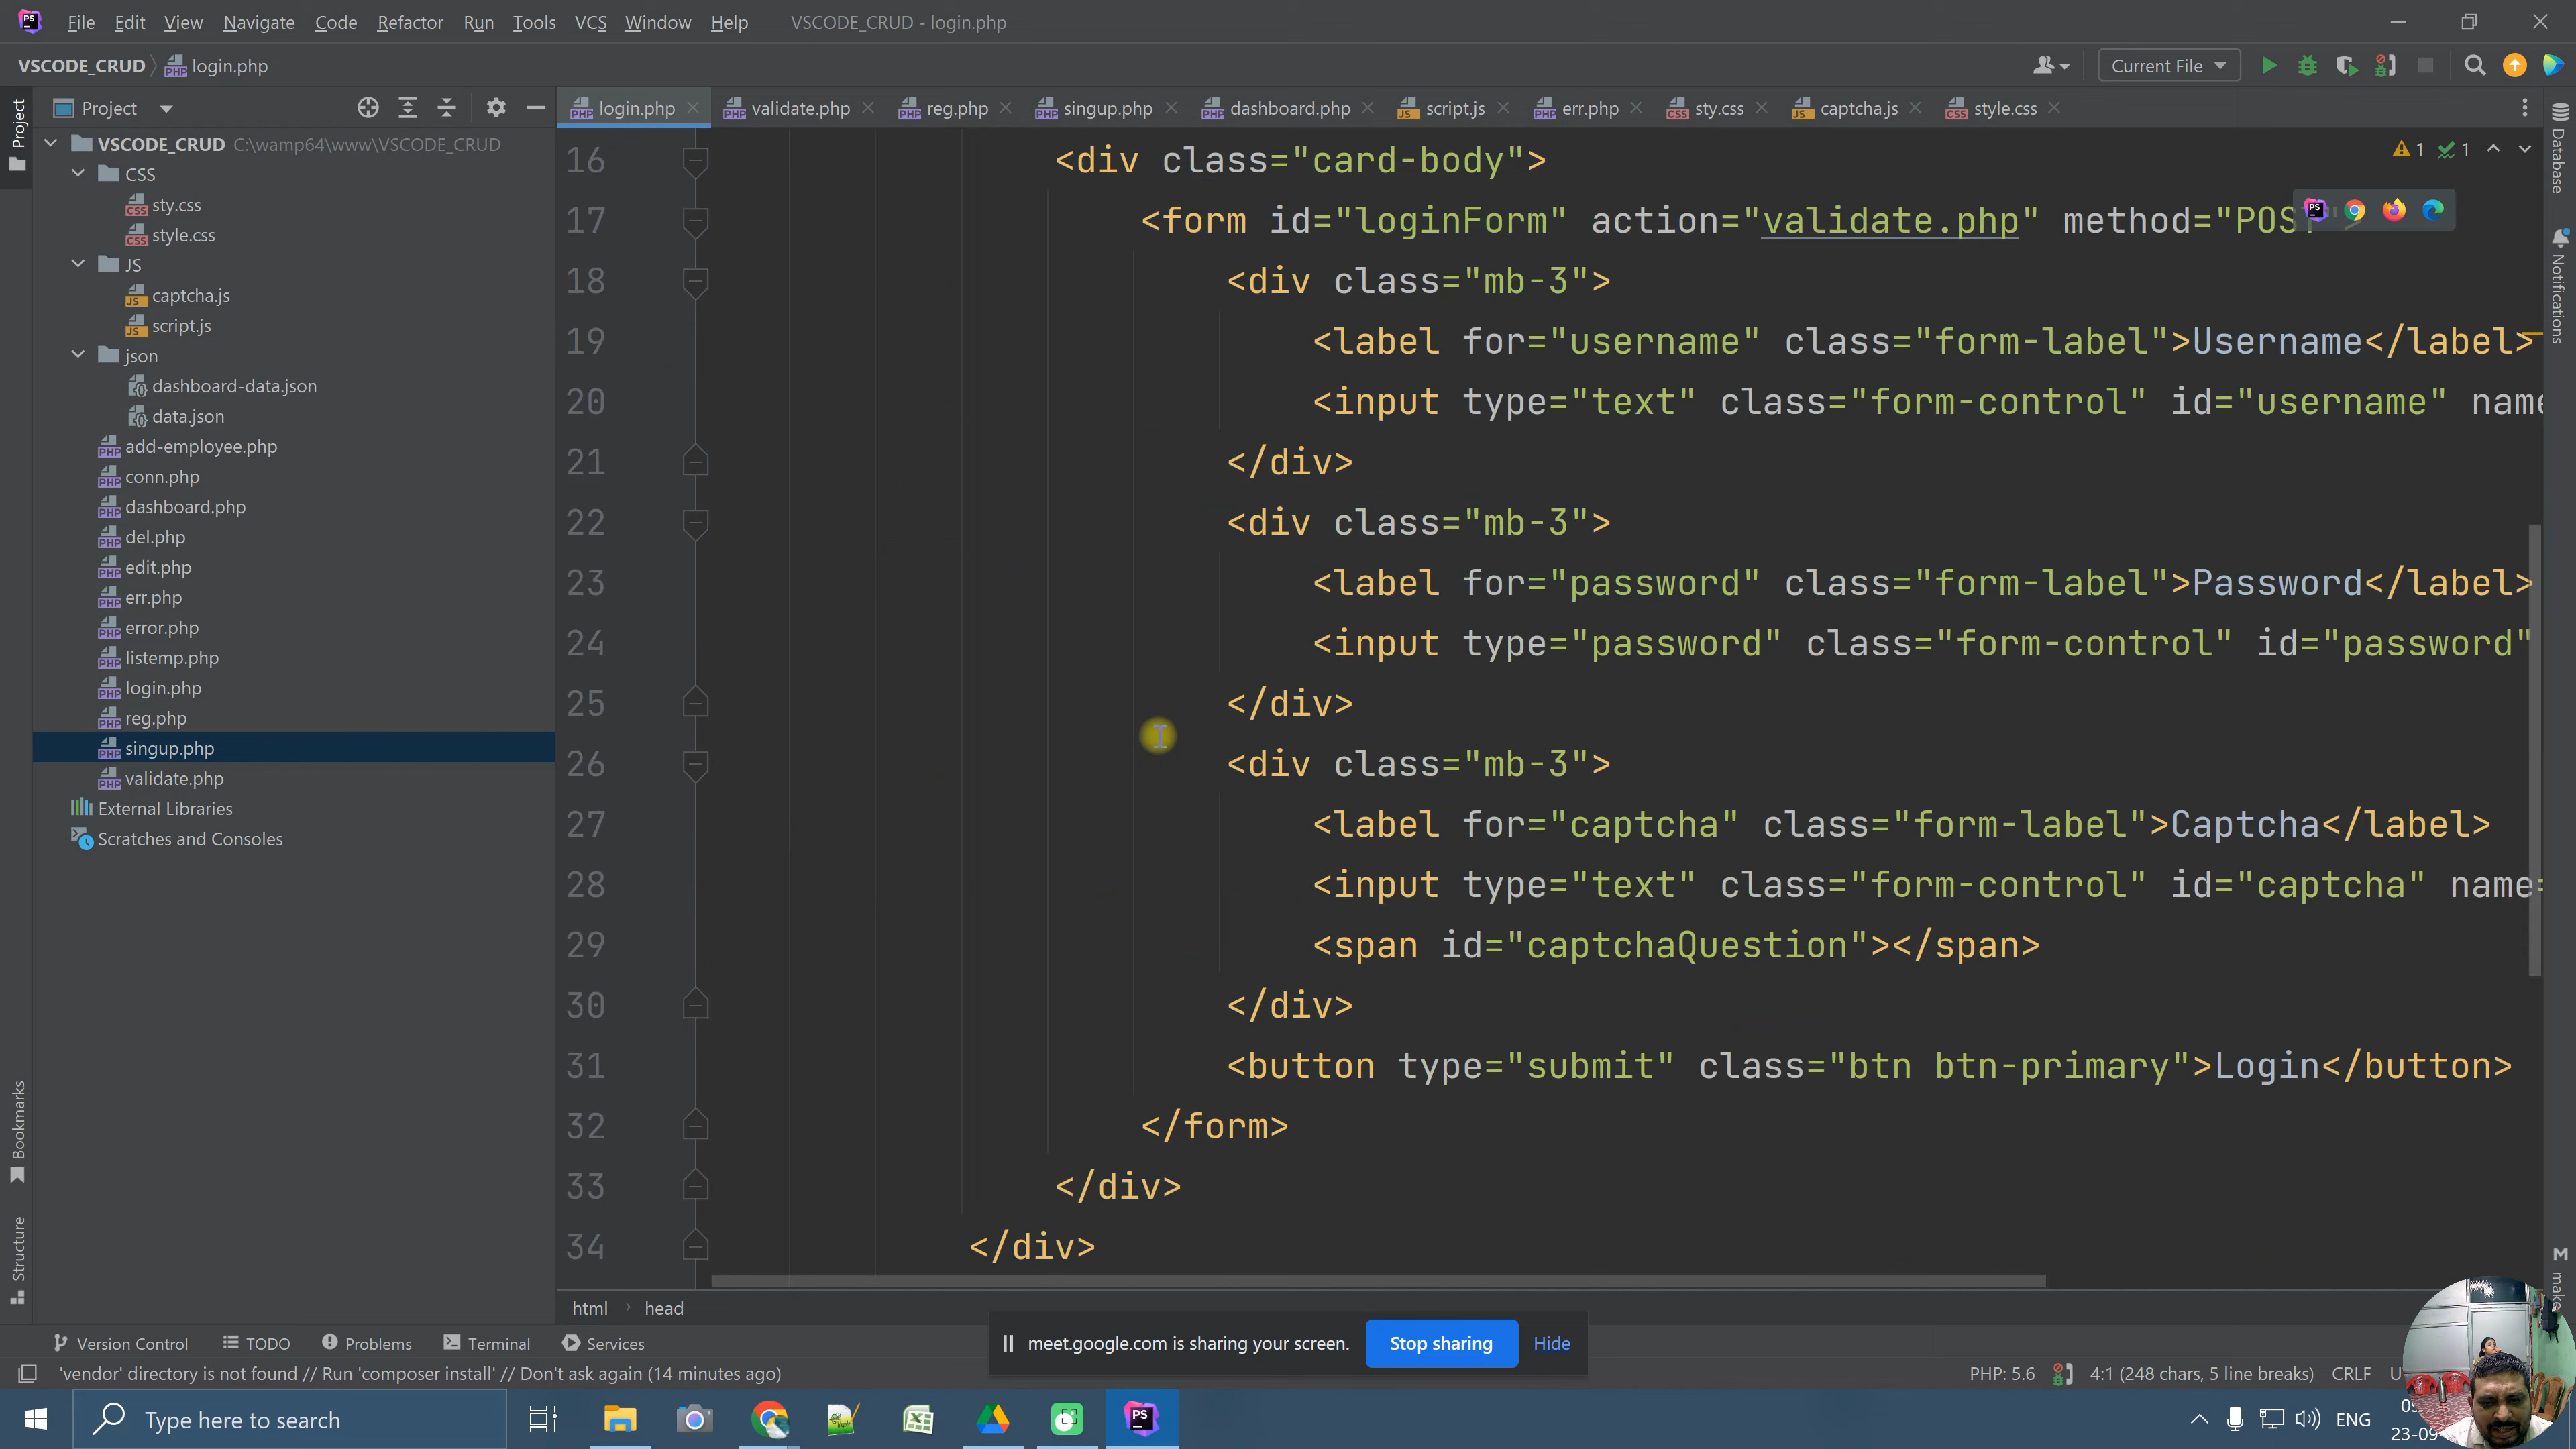 File Edit View Navigate Code Refactor Run Tools VCS Window Help VSCODE_CRUD - login.php
VSCODE_CRUD login.php
Current File
Project
login.php validate.php reg.php singup.php dashboard.php script.js err.php sty.css captcha.js style.css
VSCODE_CRUD C:\wamp64\www\VSCODE_CRUD
CSS
sty.css
style.css
JS
captcha.js
script.js
json
dashboard-data.json
data.json
add-employee.php
conn.php
dashboard.php
del.php
edit.php
err.php
error.php
listemp.php
login.php
reg.php
singup.php
validate.php
External Libraries
Scratches and Consoles
Project
Bookmarks
Structure
Database
Notifications
make
1 1
16 <div class="card-body">
17 <form id="loginForm" action="validate.php" method="POST">
18 <div class="mb-3">
19 <label for="username" class="form-label">Username</label>
20 <input type="text" class="form-control" id="username" name
21 </div>
22 <div class="mb-3">
23 <label for="password" class="form-label">Password</label>
24 <input type="password" class="form-control" id="password"
25 </div>
26 <div class="mb-3">
27 <label for="captcha" class="form-label">Captcha</label>
28 <input type="text" class="form-control" id="captcha" name=
29 <span id="captchaQuestion"></span>
30 </div>
31 <button type="submit" class="btn btn-primary">Login</button>
32 </form>
33 </div>
34 </div>
html head
Version Control TODO Problems Terminal Services
meet.google.com is sharing your screen. Stop sharing Hide
'vendor' directory is not found // Run 'composer install' // Don't ask again (14 minutes ago)
PHP: 5.6 4:1 (248 chars, 5 line breaks) CRLF
Type here to search
ENG